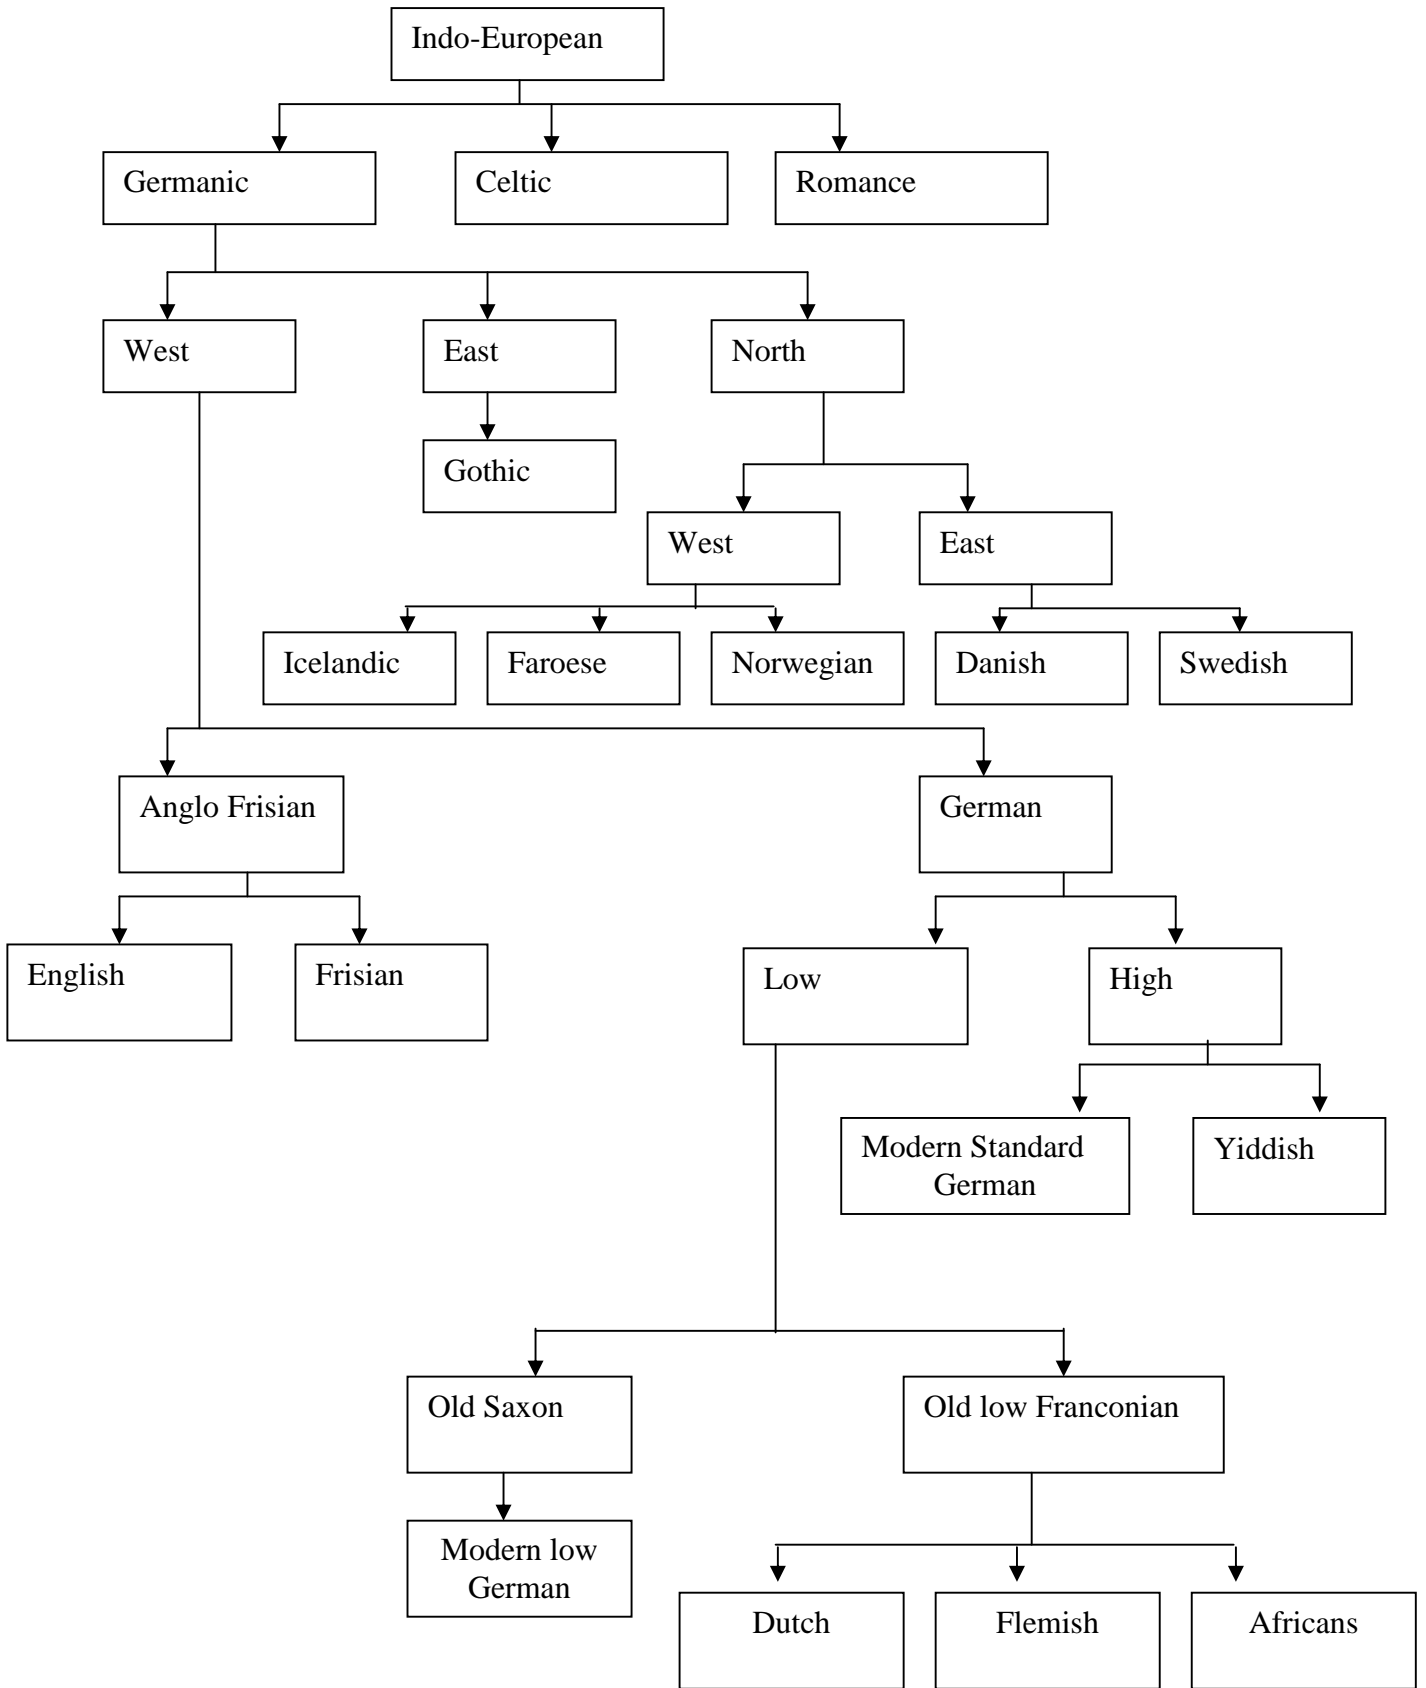 Indo-European
Germanic
Celtic
Romance
West
East
North
Gothic
West
East
Icelandic
Faroese
Norwegian
Danish
Swedish
Anglo Frisian
German
English
Frisian
Low
High
Modern Standard
German
Yiddish
Old Saxon
Old low Franconian
Modern low
German
Dutch
Flemish
Africans